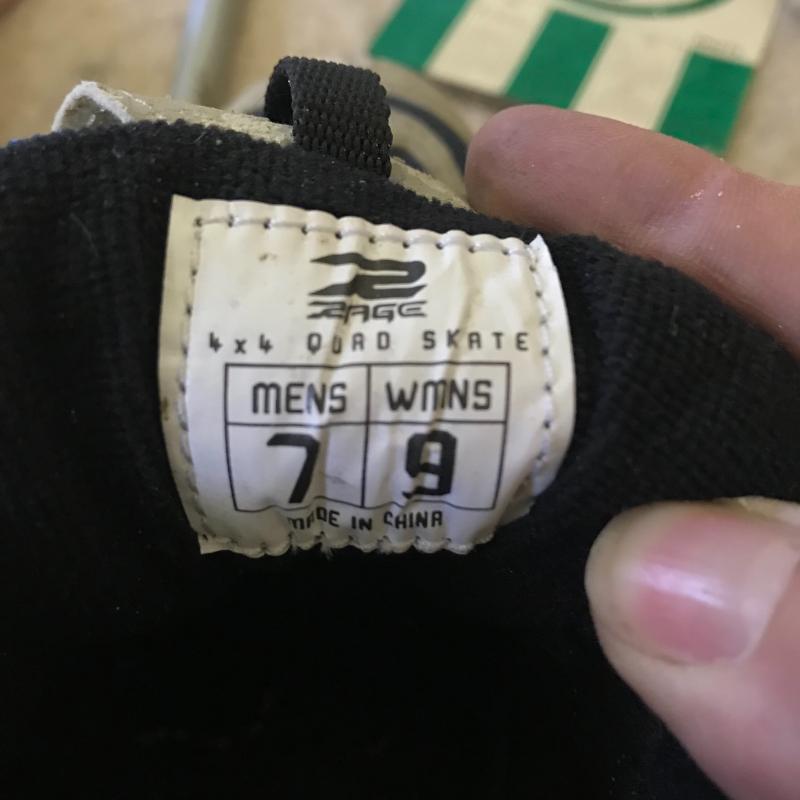 RAGE
4x4 QUAD SKATE
MENS WMNS
7 9
MADE IN CHINA